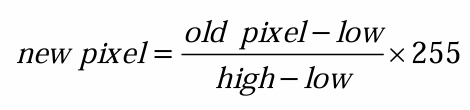 new pixel = old pixel − low / high − low × 255